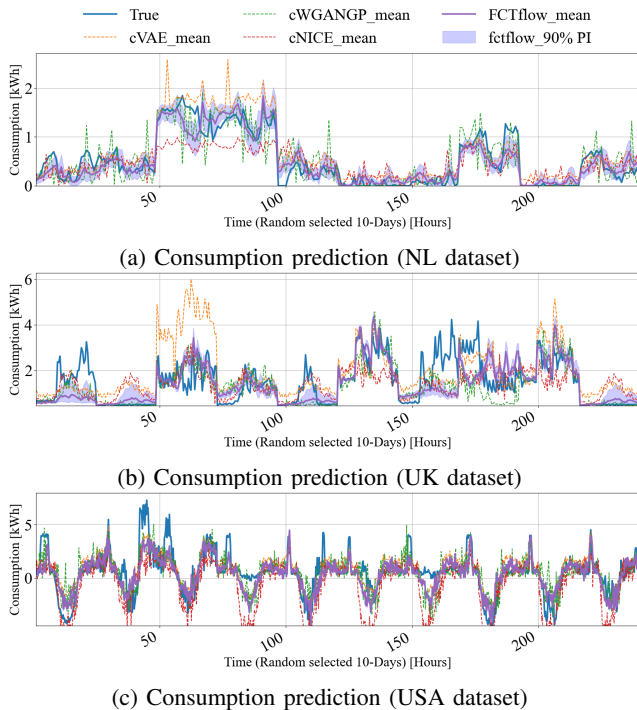 True cWGANGP_mean FCTflow_mean
cVAE_mean cNICE_mean fctflow_90% PI
Consumption [kWh]
2
1
0
50 100 150 200
Time (Random selected 10-Days) [Hours]
(a) Consumption prediction (NL dataset)
Consumption [kWh]
6
4
2
50 100 150 200
Time (Random selected 10-Days) [Hours]
(b) Consumption prediction (UK dataset)
Consumption [kWh]
5
0
50 100 150 200
Time (Random selected 10-Days) [Hours]
(c) Consumption prediction (USA dataset)